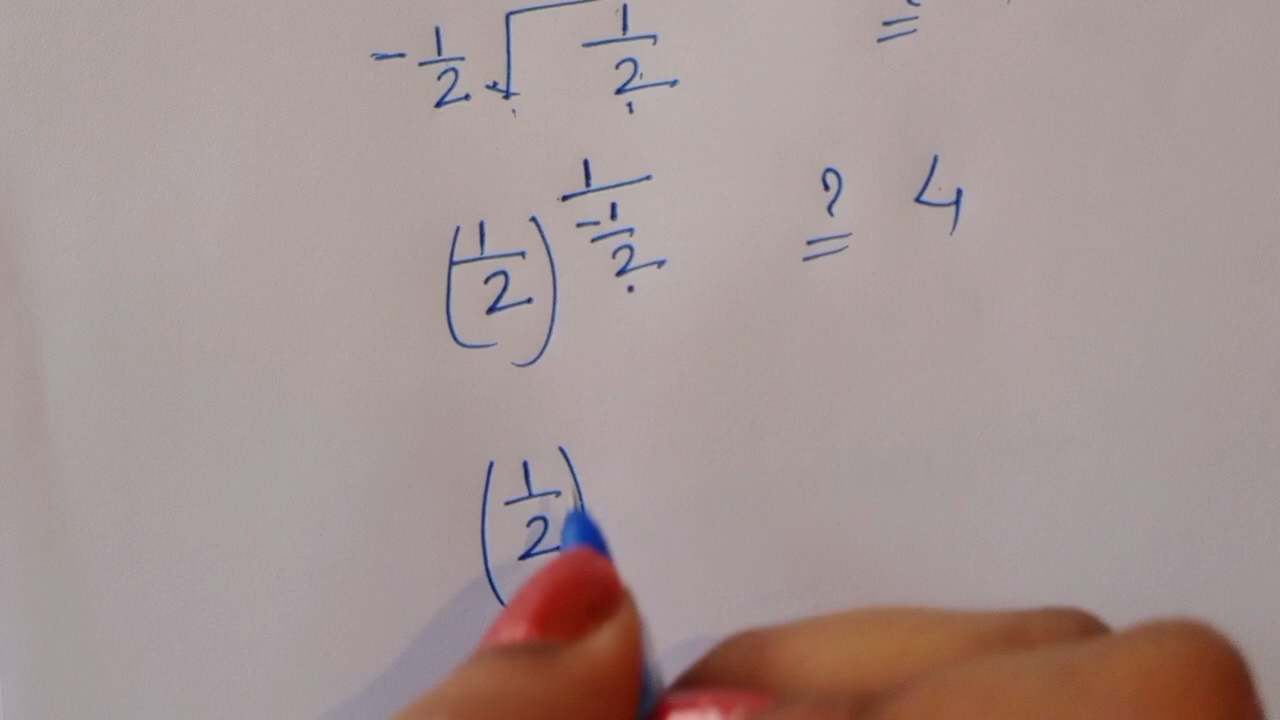 -1/2 √ 1/2 =
(1/2)^(1/(-1/2)) ?= 4
(1/2)